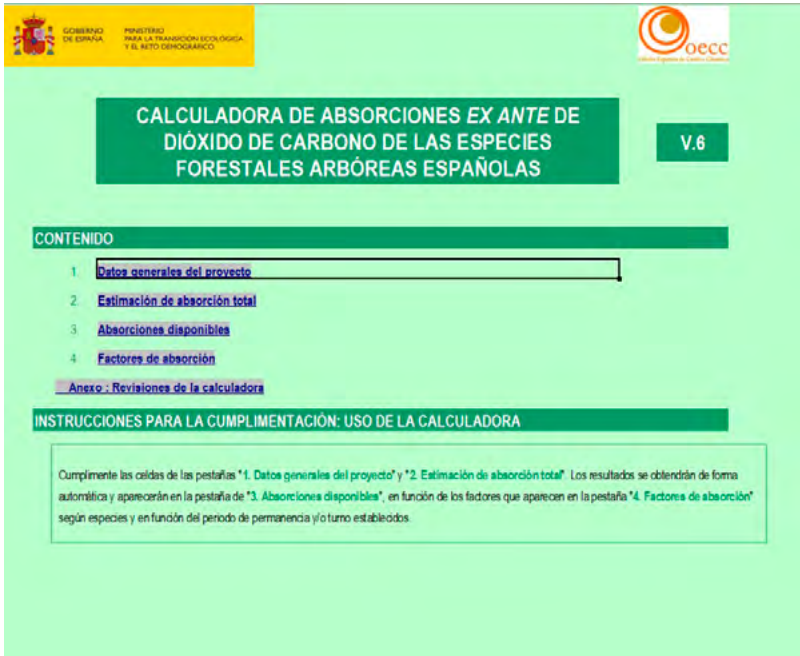 GOBIERNO
DE ESPAÑA
MINISTERIO
PARA LA TRANSICIÓN ECOLÓGICA
Y EL RETO DEMOGRÁFICO
oecc
Oficina Española de Cambio Climático
CALCULADORA DE ABSORCIONES EX ANTE DE
DIÓXIDO DE CARBONO DE LAS ESPECIES
FORESTALES ARBÓREAS ESPAÑOLAS
V.6
CONTENIDO
1. Datos generales del proyecto
2. Estimación de absorción total
3. Absorciones disponibles
4. Factores de absorción
Anexo : Revisiones de la calculadora
INSTRUCCIONES PARA LA CUMPLIMENTACIÓN: USO DE LA CALCULADORA
Cumplimente las celdas de las pestañas "1. Datos generales del proyecto" y "2. Estimación de absorción total". Los resultados se obtendrán de forma
automática y aparecerán en la pestaña de "3. Absorciones disponibles", en función de los factores que aparecen en la pestaña "4. Factores de absorción"
según especies y en función del periodo de permanencia y/o turno establecidos.